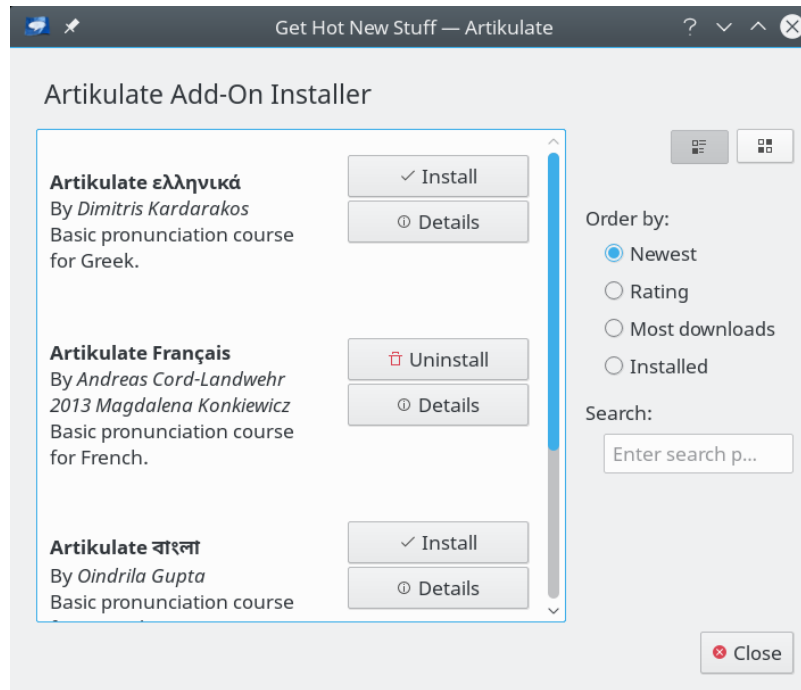 Get Hot New Stuff — Artikulate
Artikulate Add-On Installer
Artikulate ελληνικά
By Dimitris Kardarakos
Basic pronunciation course
for Greek.
Install
Details
Artikulate Français
By Andreas Cord-Landwehr
2013 Magdalena Konkiewicz
Basic pronunciation course
for French.
Uninstall
Details
Artikulate বাংলা
By Oindrila Gupta
Basic pronunciation course
Install
Details
Order by:
Newest
Rating
Most downloads
Installed
Search:
Enter search p...
Close